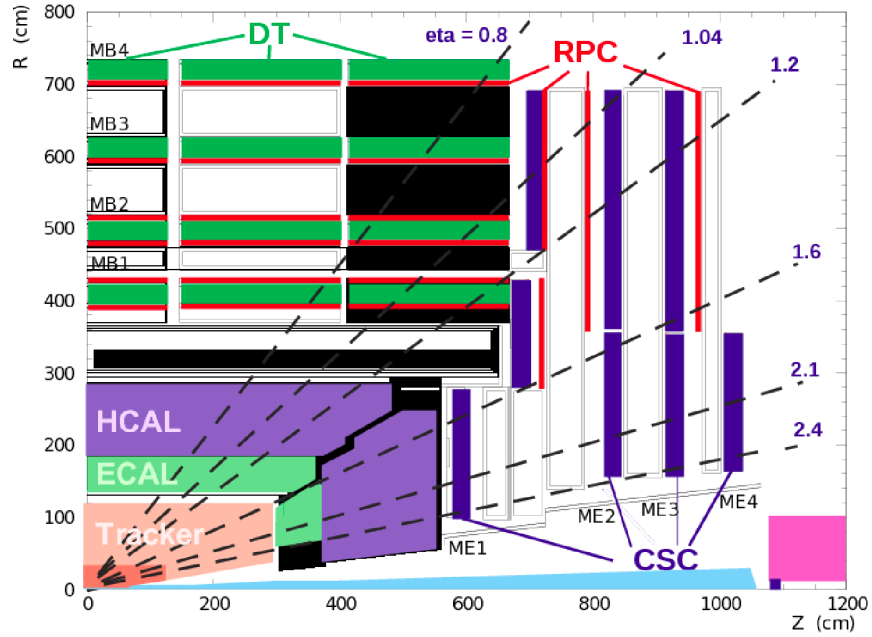 R (cm)
800
700
600
500
400
300
200
100
0
MB4
MB3
MB2
MB1
DT
eta = 0.8
RPC
1.04
1.2
1.6
2.1
2.4
HCAL
ECAL
Tracker
ME1
ME2
ME3
ME4
CSC
0
200
400
600
800
1000
1200
Z (cm)